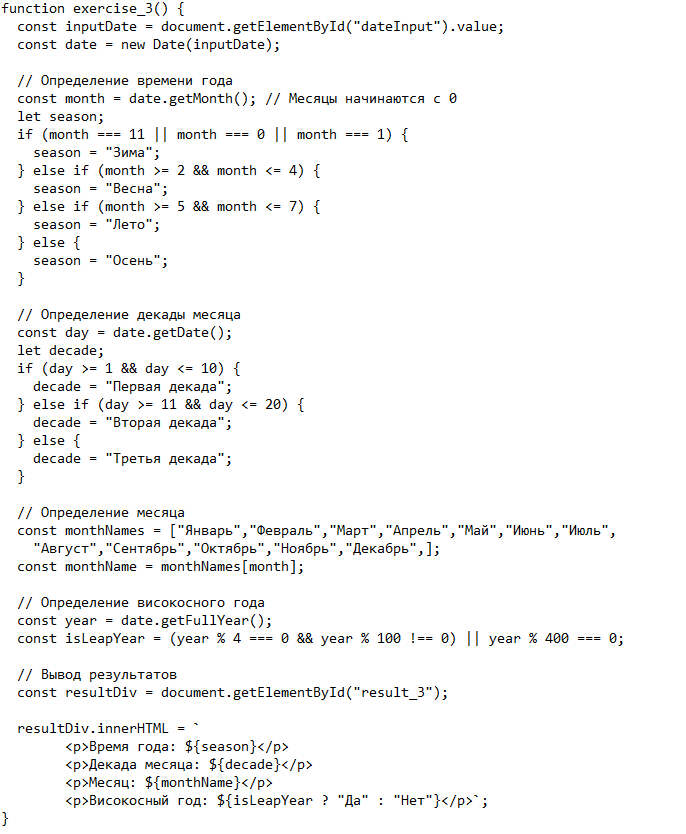 function exercise_3() {
  const inputDate = document.getElementById("dateInput").value;
  const date = new Date(inputDate);

  // Определение времени года
  const month = date.getMonth(); // Месяцы начинаются с 0
  let season;
  if (month === 11 || month === 0 || month === 1) {
    season = "Зима";
  } else if (month >= 2 && month <= 4) {
    season = "Весна";
  } else if (month >= 5 && month <= 7) {
    season = "Лето";
  } else {
    season = "Осень";
  }

  // Определение декады месяца
  const day = date.getDate();
  let decade;
  if (day >= 1 && day <= 10) {
    decade = "Первая декада";
  } else if (day >= 11 && day <= 20) {
    decade = "Вторая декада";
  } else {
    decade = "Третья декада";
  }

  // Определение месяца
  const monthNames = ["Январь","Февраль","Март","Апрель","Май","Июнь","Июль",
    "Август","Сентябрь","Октябрь","Ноябрь","Декабрь",];
  const monthName = monthNames[month];

  // Определение високосного года
  const year = date.getFullYear();
  const isLeapYear = (year % 4 === 0 && year % 100 !== 0) || year % 400 === 0;

  // Вывод результатов
  const resultDiv = document.getElementById("result_3");

  resultDiv.innerHTML = `
        <p>Время года: ${season}</p>
        <p>Декада месяца: ${decade}</p>
        <p>Месяц: ${monthName}</p>
        <p>Високосный год: ${isLeapYear ? "Да" : "Нет"}</p>`;
}